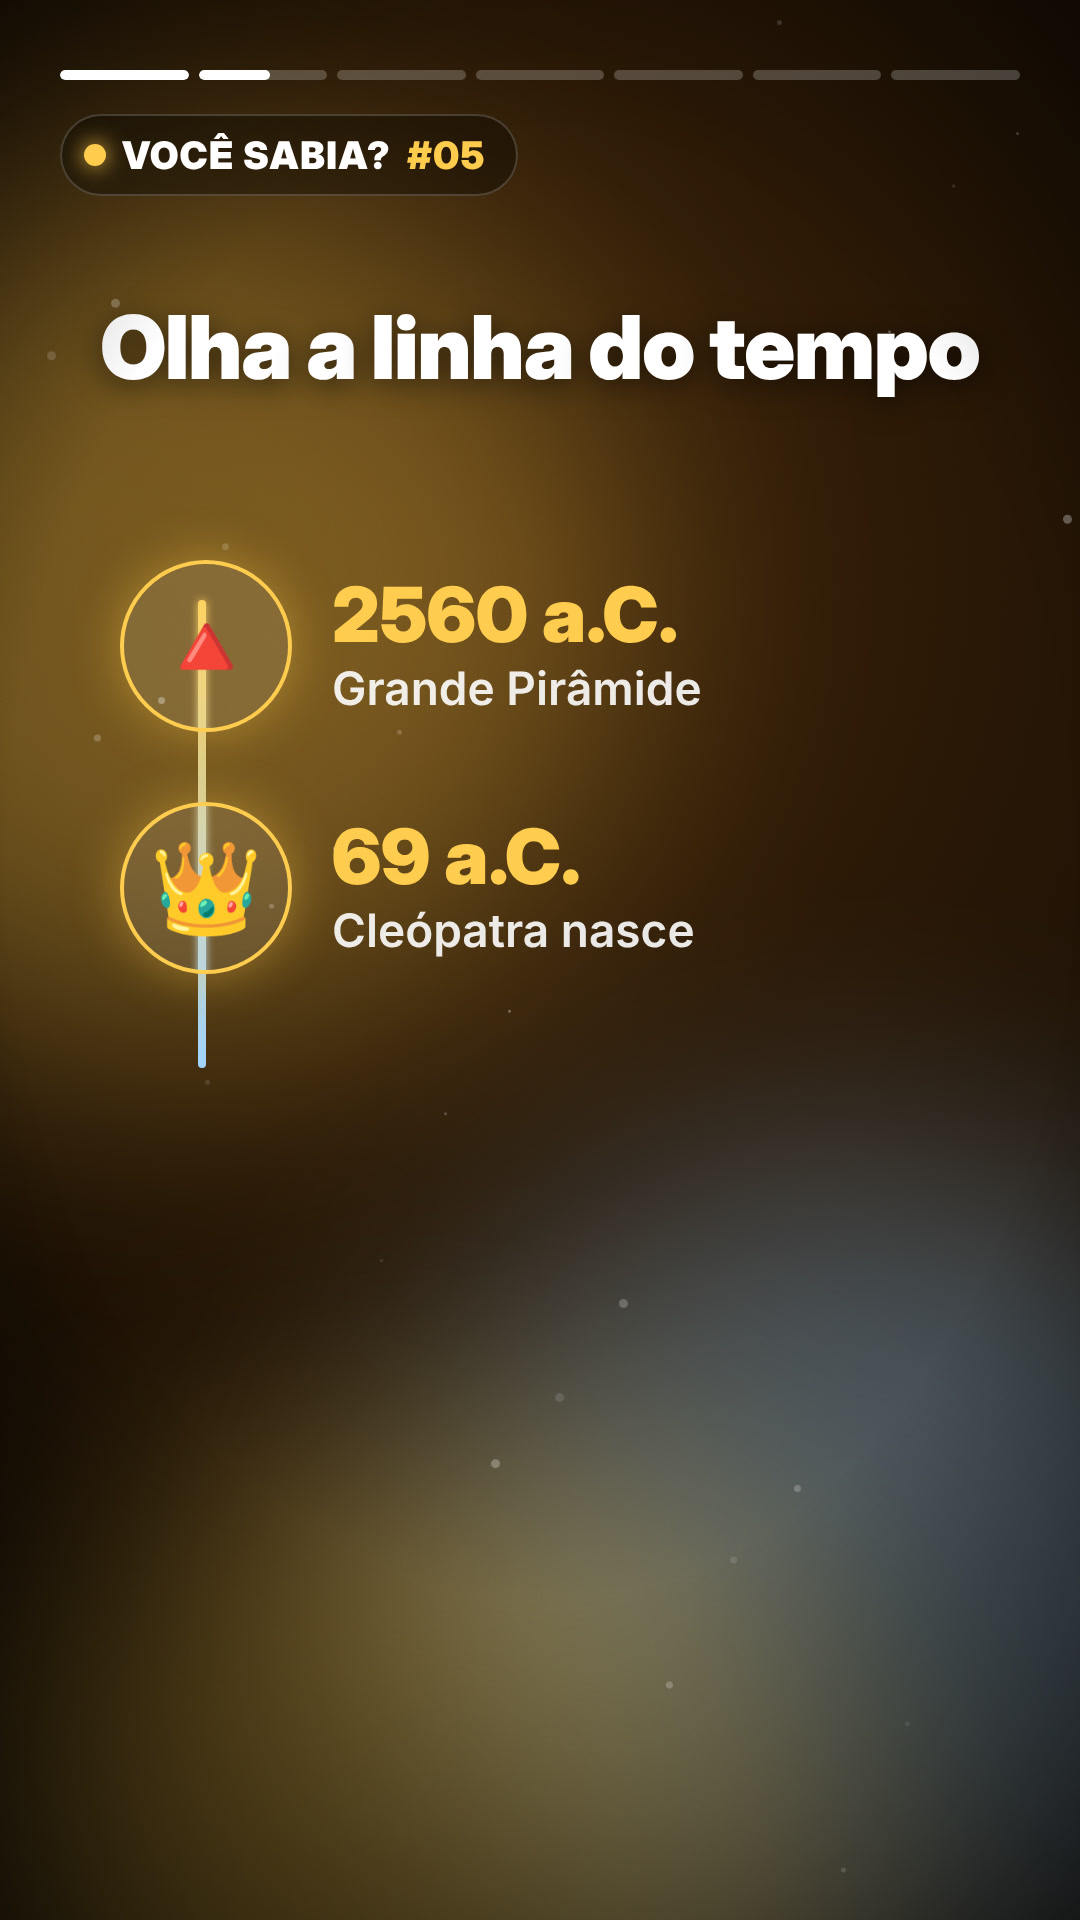 VOCÊ SABIA? #05
Olha a linha do tempo
2560 a.C.
Grande Pirâmide
69 a.C.
Cleópatra nasce